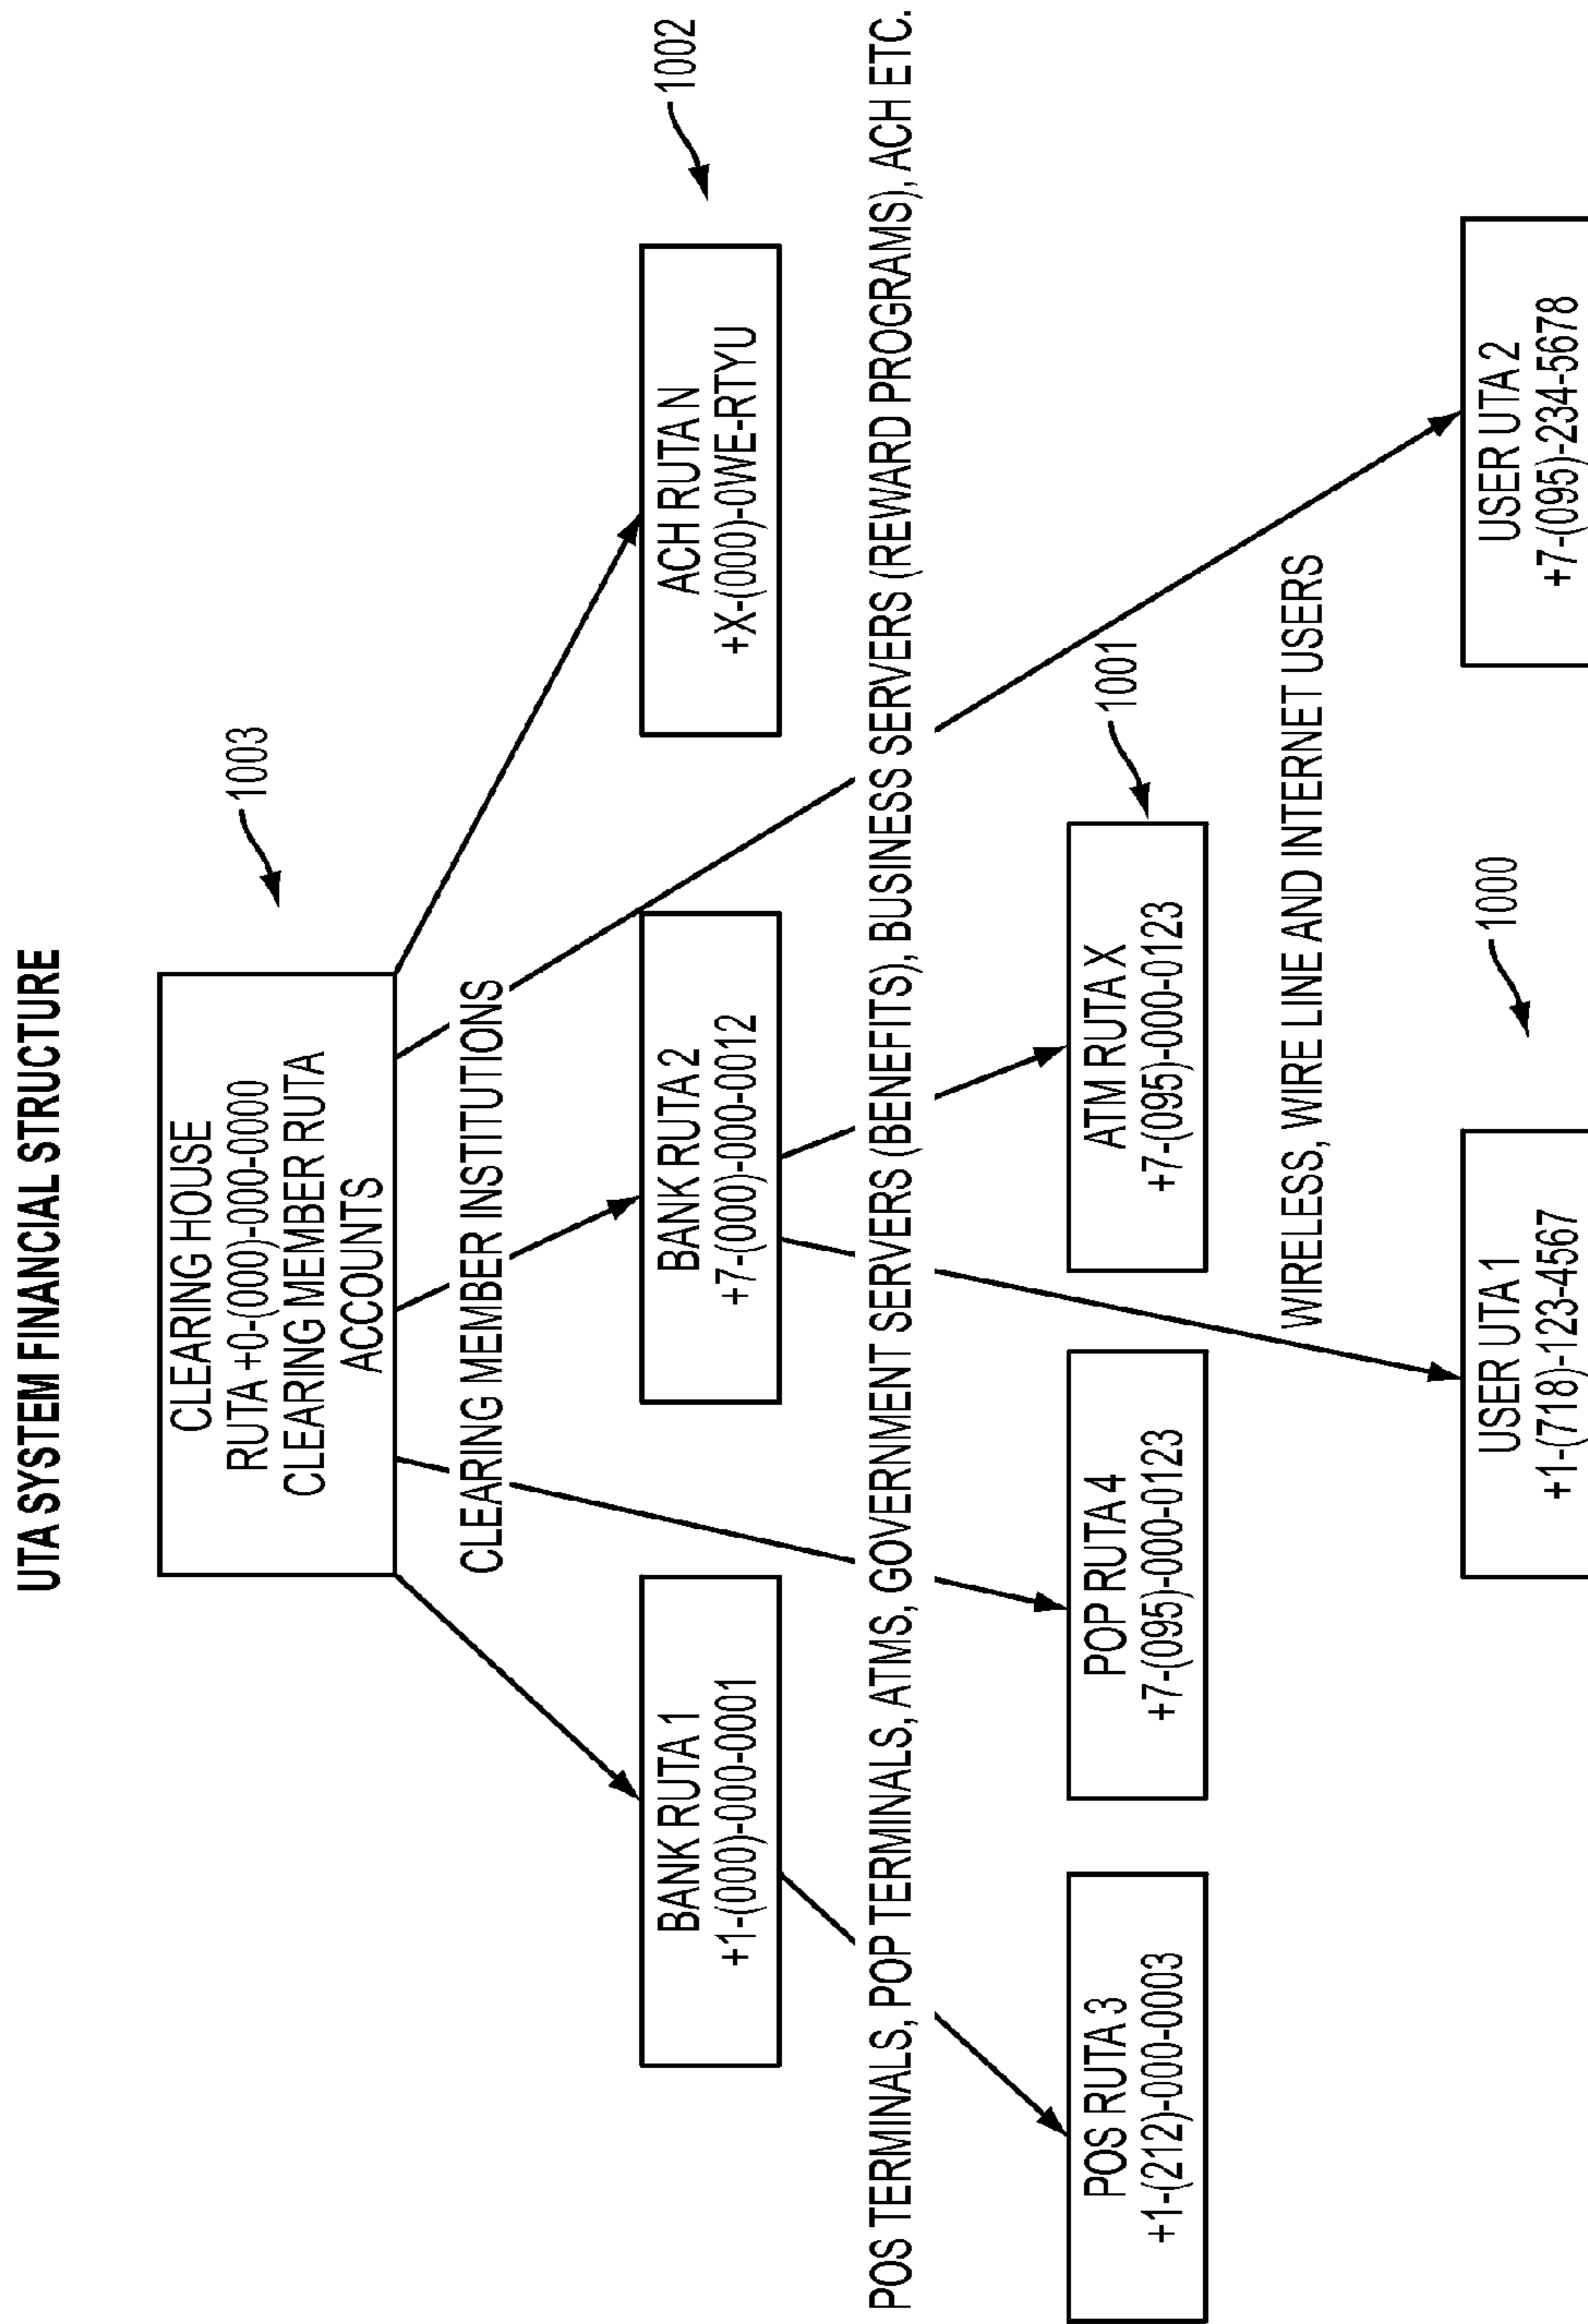 UTA SYSTEM FINANCIAL STRUCTURE
CLEARING HOUSE
RUTA +0-(000)-000-0000
CLEARING MEMBER RUTA
ACCOUNTS
1003
CLEARING MEMBER INSTITUTIONS
BANK RUTA 1
+1-(000)-000-0001
BANK RUTA 2
+7-(000)-000-0012
ACH RUTA N
+X-(000)-0WE-RTYU
1002
POS TERMINALS, POP TERMINALS, ATMS, GOVERNMENT SERVERS (BENEFITS), BUSINESS SERVERS (REWARD PROGRAMS), ACH ETC.
POS RUTA 3
+1-(212)-000-0003
POP RUTA 4
+7-(095)-000-0123
ATM RUTA X
+7-(095)-000-0123
1001
WIRELESS, WIRE LINE AND INTERNET USERS
USER UTA 1
+1-(718)-123-4567
1000
USER UTA 2
+7-(095)-234-5678